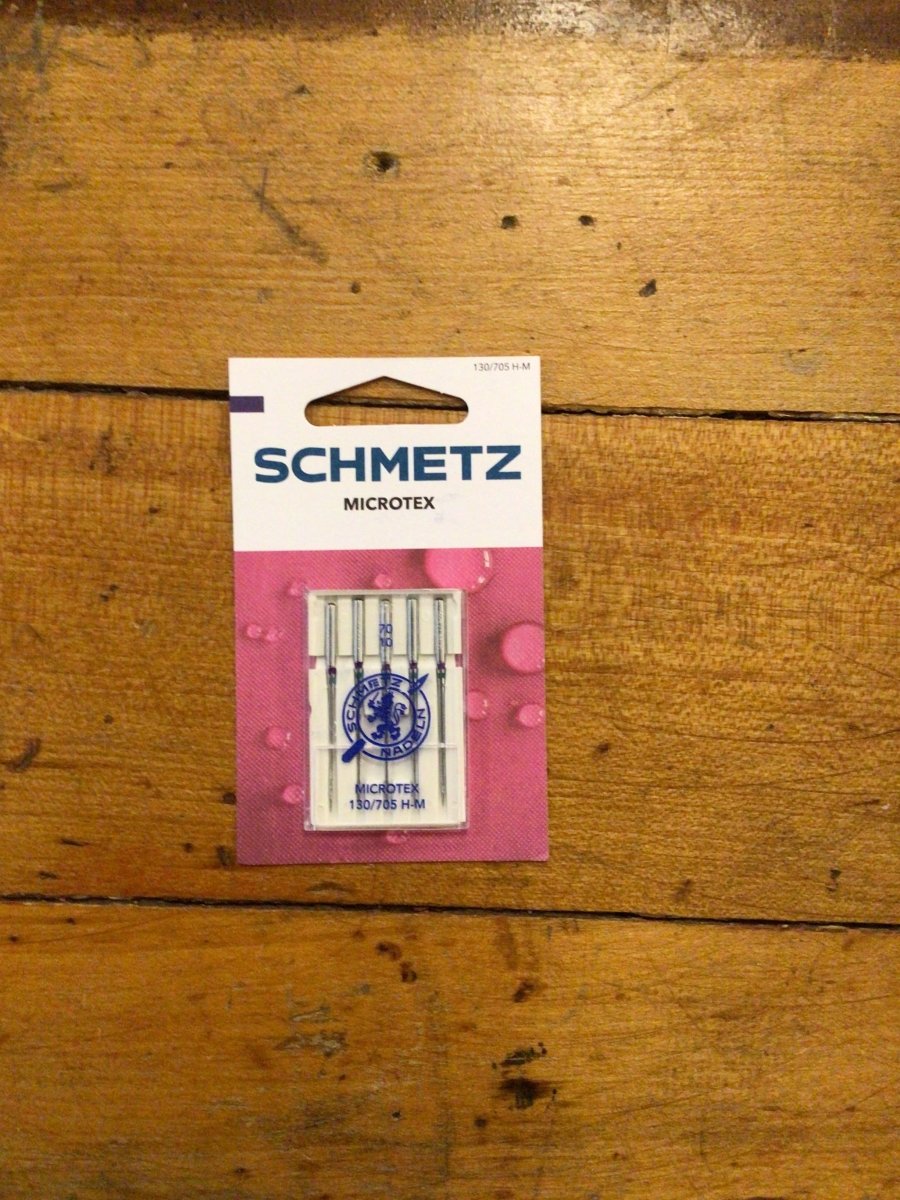 130/705 H-M
SCHMETZ
MICROTEX
70
10
SCHMETZ
NADELN
MICROTEX
130/705 H-M